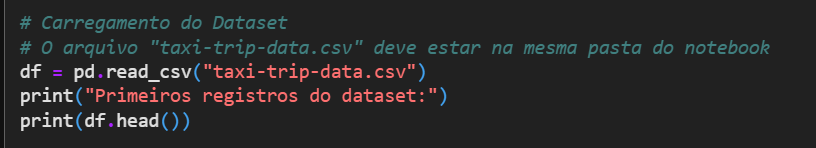 # Carregamento do Dataset
# O arquivo "taxi-trip-data.csv" deve estar na mesma pasta do notebook
df = pd.read_csv("taxi-trip-data.csv")
print("Primeiros registros do dataset:")
print(df.head())